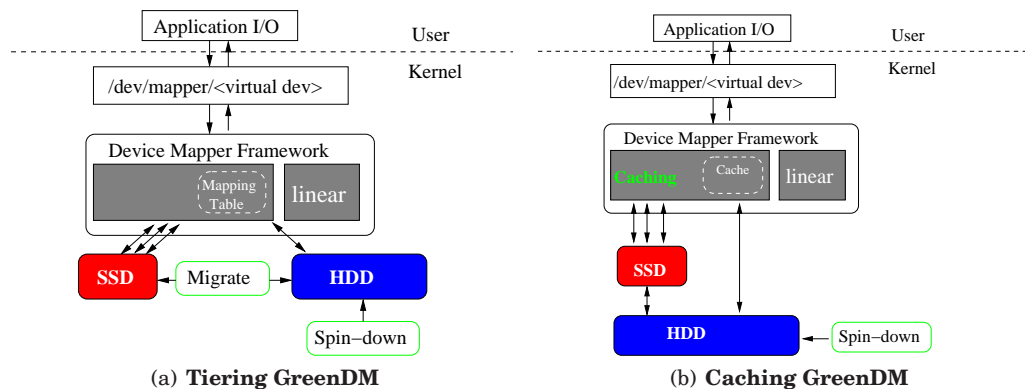 Application I/O
User
Kernel
/dev/mapper/<virtual dev>
Device Mapper Framework
Mapping
Table
linear
SSD
Migrate
HDD
Spin−down
(a) Tiering GreenDM
Application I/O
User
Kernel
/dev/mapper/<virtual dev>
Device Mapper Framework
Caching
Cache
linear
SSD
HDD
Spin−down
(b) Caching GreenDM